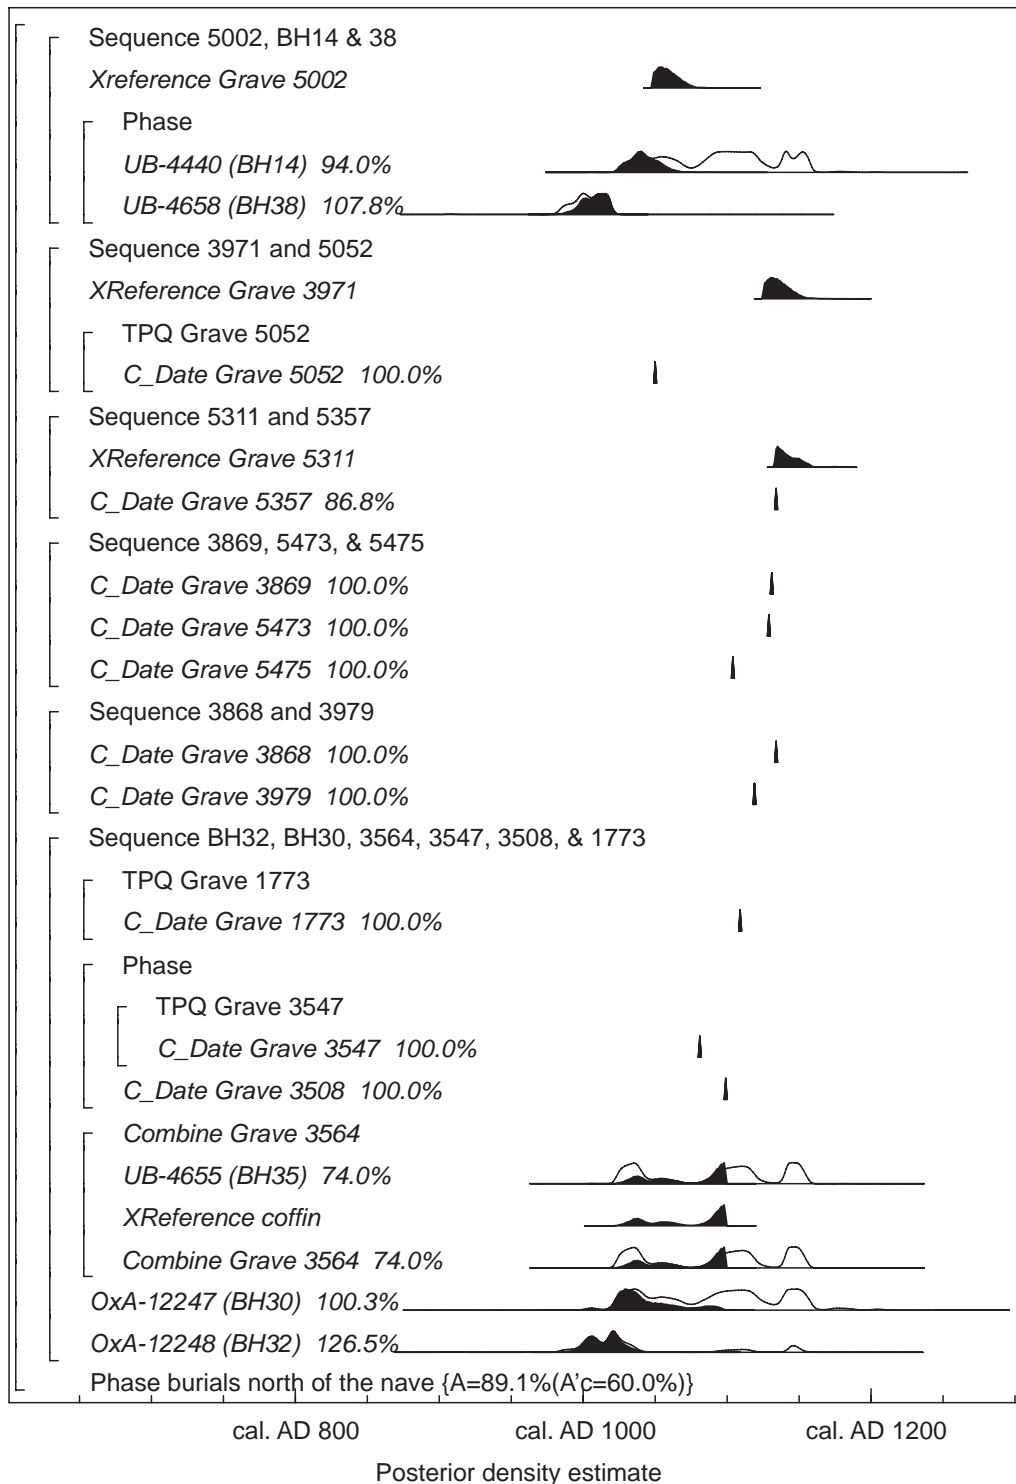 Sequence 5002, BH14 & 38
Xreference Grave 5002
Phase
UB-4440 (BH14) 94.0%
UB-4658 (BH38) 107.8%
Sequence 3971 and 5052
XReference Grave 3971
TPQ Grave 5052
C_Date Grave 5052 100.0%
Sequence 5311 and 5357
XReference Grave 5311
C_Date Grave 5357 86.8%
Sequence 3869, 5473, & 5475
C_Date Grave 3869 100.0%
C_Date Grave 5473 100.0%
C_Date Grave 5475 100.0%
Sequence 3868 and 3979
C_Date Grave 3868 100.0%
C_Date Grave 3979 100.0%
Sequence BH32, BH30, 3564, 3547, 3508, & 1773
TPQ Grave 1773
C_Date Grave 1773 100.0%
Phase
TPQ Grave 3547
C_Date Grave 3547 100.0%
C_Date Grave 3508 100.0%
Combine Grave 3564
UB-4655 (BH35) 74.0%
XReference coffin
Combine Grave 3564 74.0%
OxA-12247 (BH30) 100.3%
OxA-12248 (BH32) 126.5%
Phase burials north of the nave {A=89.1%(A'c=60.0%)}
cal. AD 800 cal. AD 1000 cal. AD 1200
Posterior density estimate